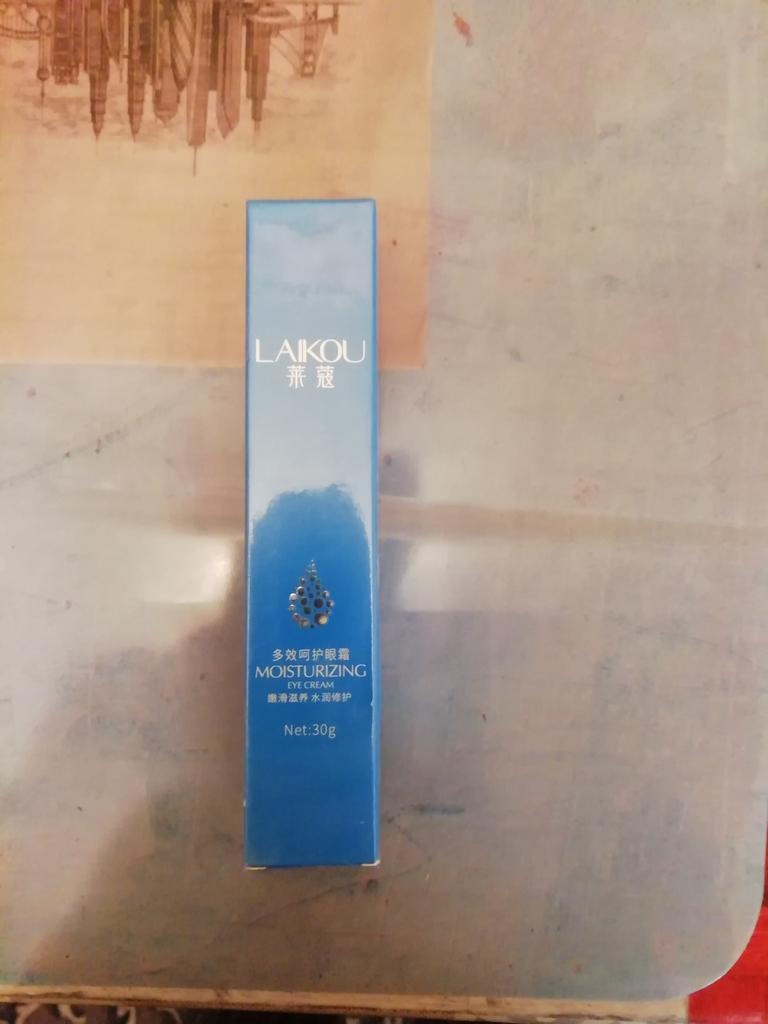 LAIKOU
莱蔻
多效呵护眼霜
MOISTURIZING
EYE CREAM
嫩滑滋养 水润修护
Net:30g